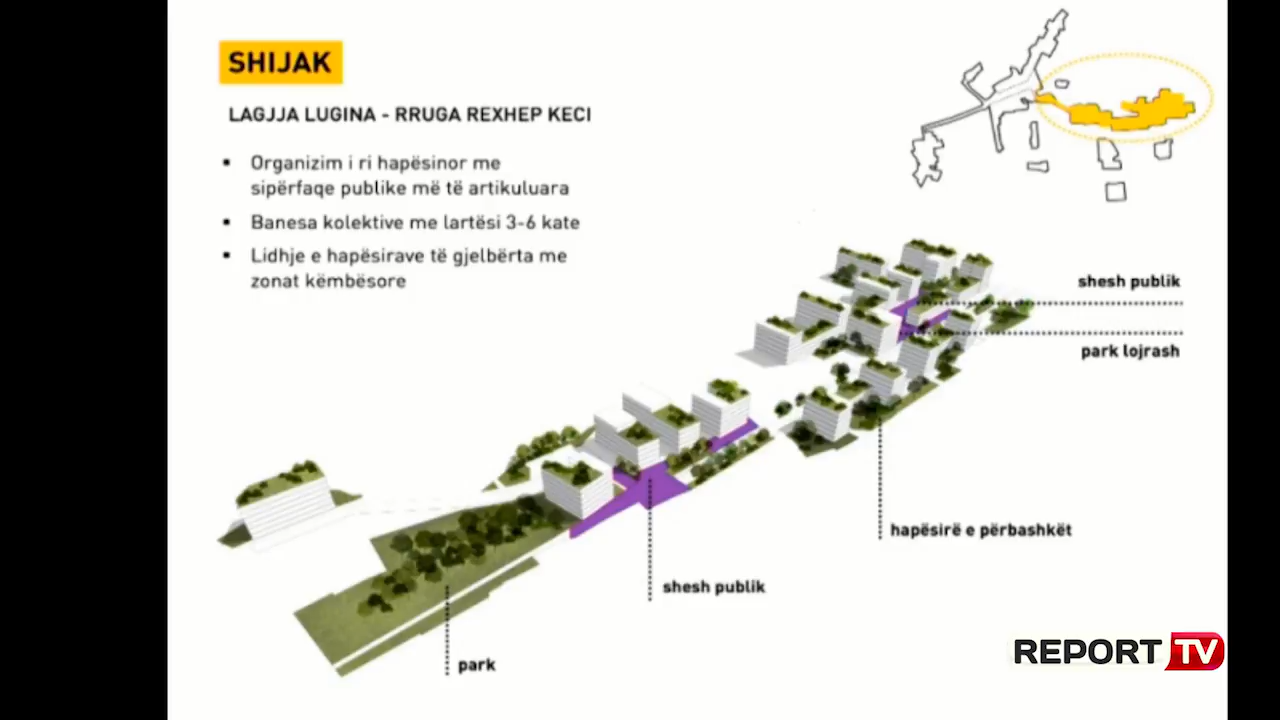 SHIJAK
LAGJJA LUGINA - RRUGA REXHEP KECI
▪ Organizim i ri hapësinor me
sipërfaqe publike më të artikuluara
▪ Banesa kolektive me lartësi 3-6 kate
▪ Lidhje e hapësirave të gjelbërta me
zonat këmbësore
shesh publik
park lojrash
hapësirë e përbashkët
shesh publik
park
REPORT TV